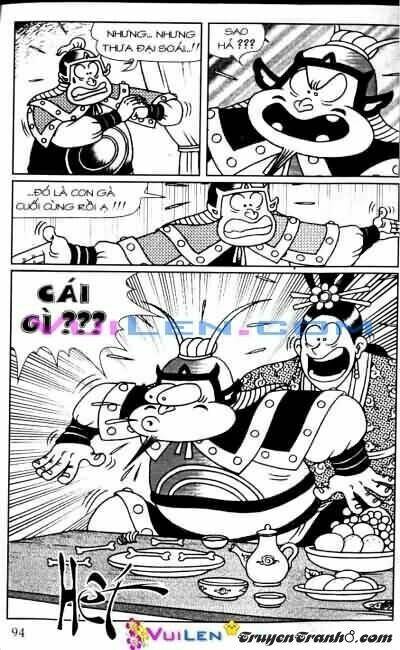 NHƯNG... NHƯNG
THƯA ĐẠI SOÁI..!!
SAO
HẢ ???
...ĐÓ LÀ CON GÀ
CUỐI CÙNG RỒI Ạ !!!
CÁI
GÌ ???
VUILEN.COM
HẾT
94
VUILEN
TruyenTranh8.com